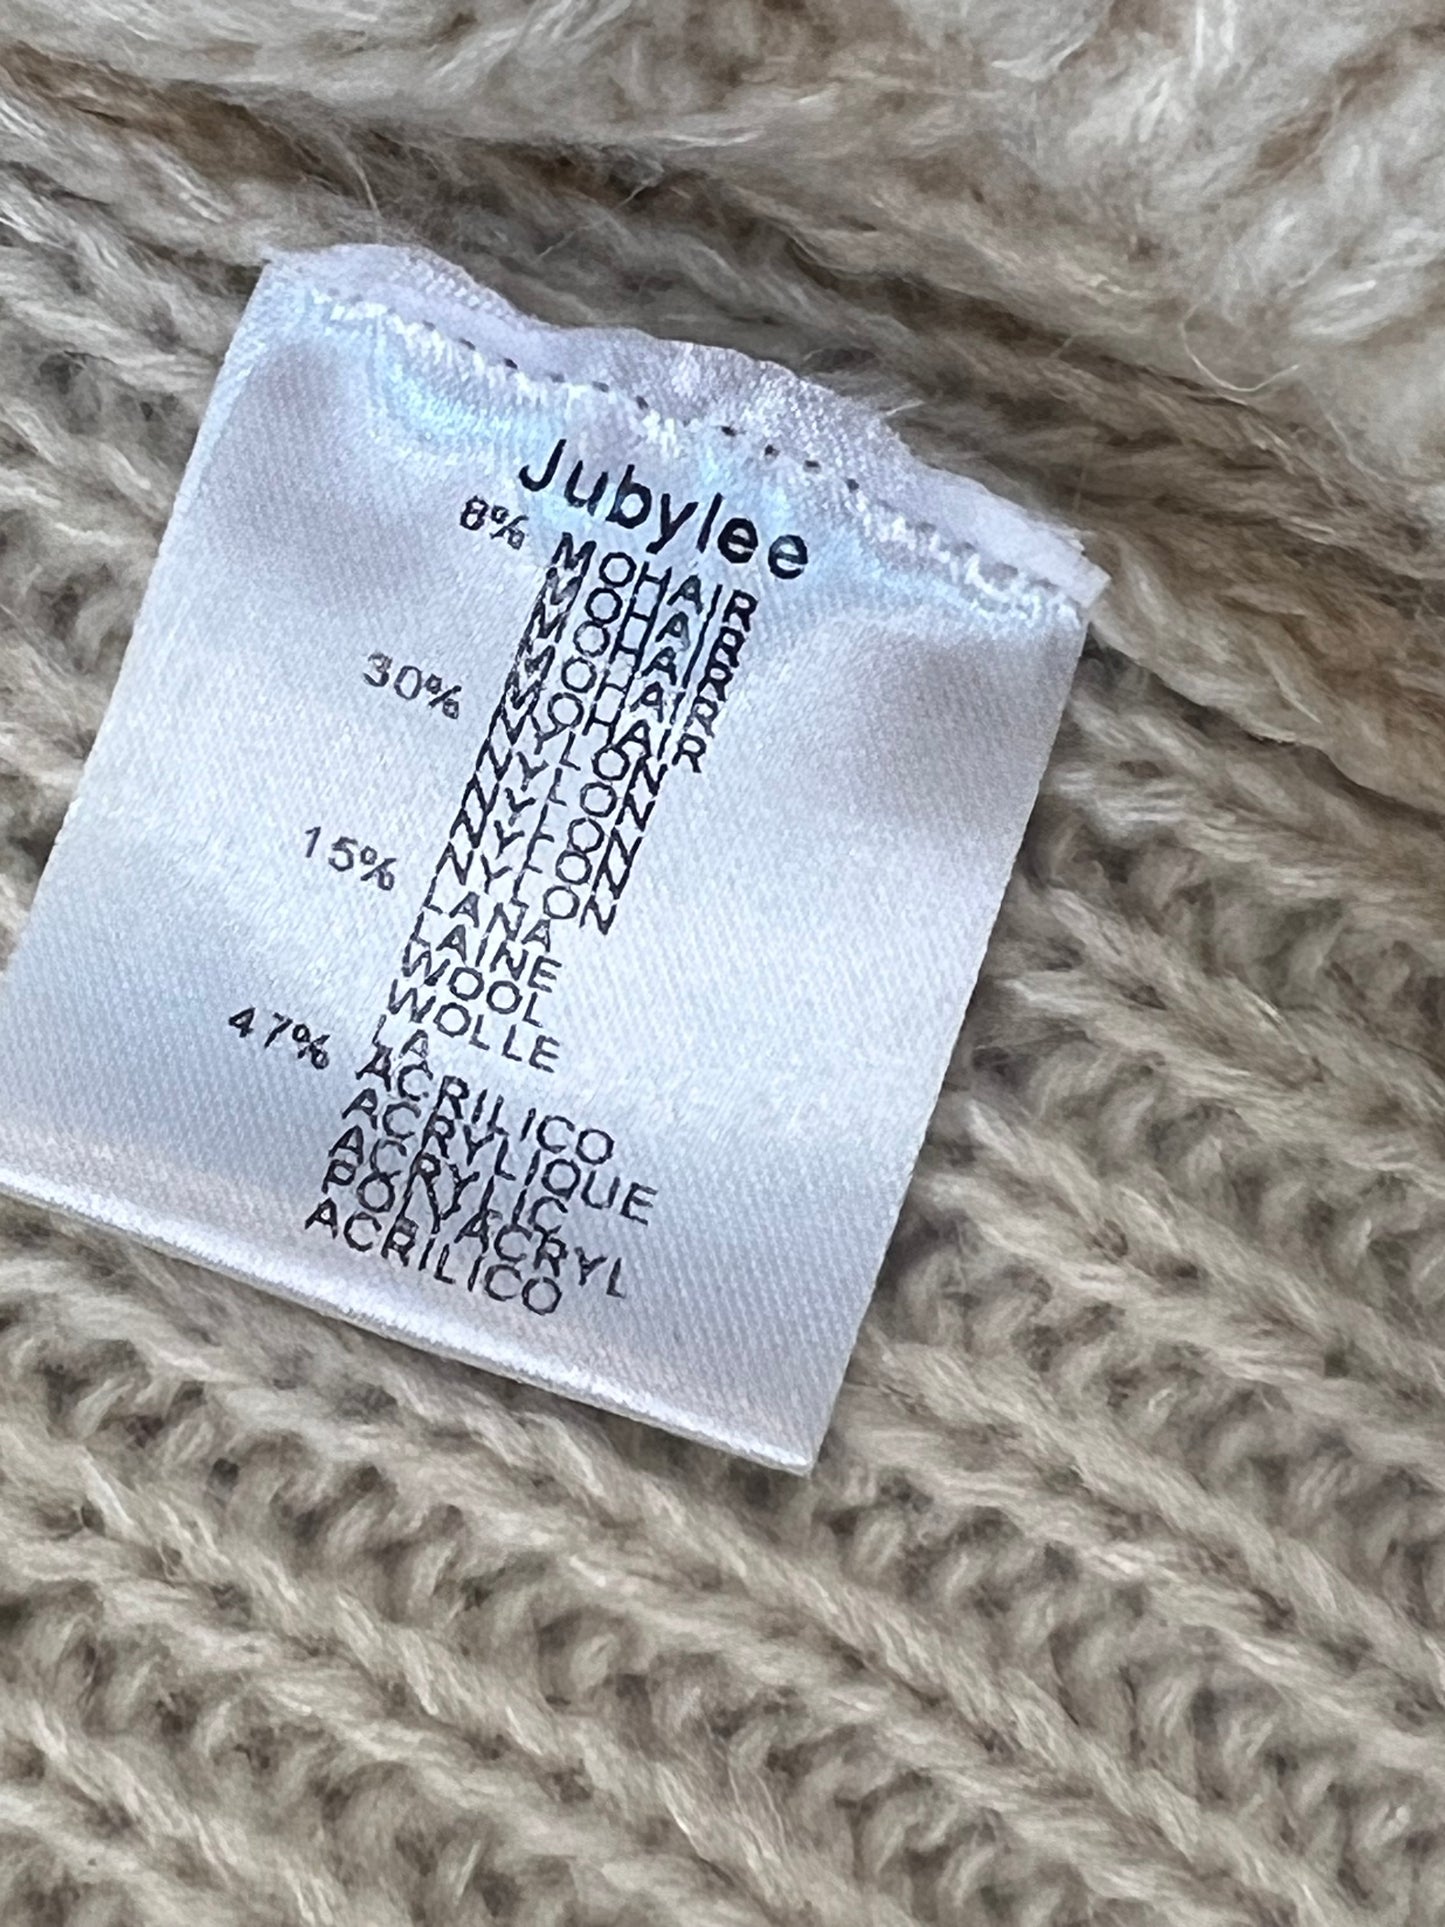 Jubylee
8% MOHAIR
MOHAIR
MOHAIR
MOHAIR
MOHAIR
30% NYLON
NYLON
NYLON
NYLON
NYLON
15% LANA
LAINE
WOOL
WOLLE
LA
47% ACRILICO
ACRYLIQUE
ACRYLIC
POLYACRYL
ACRILICO